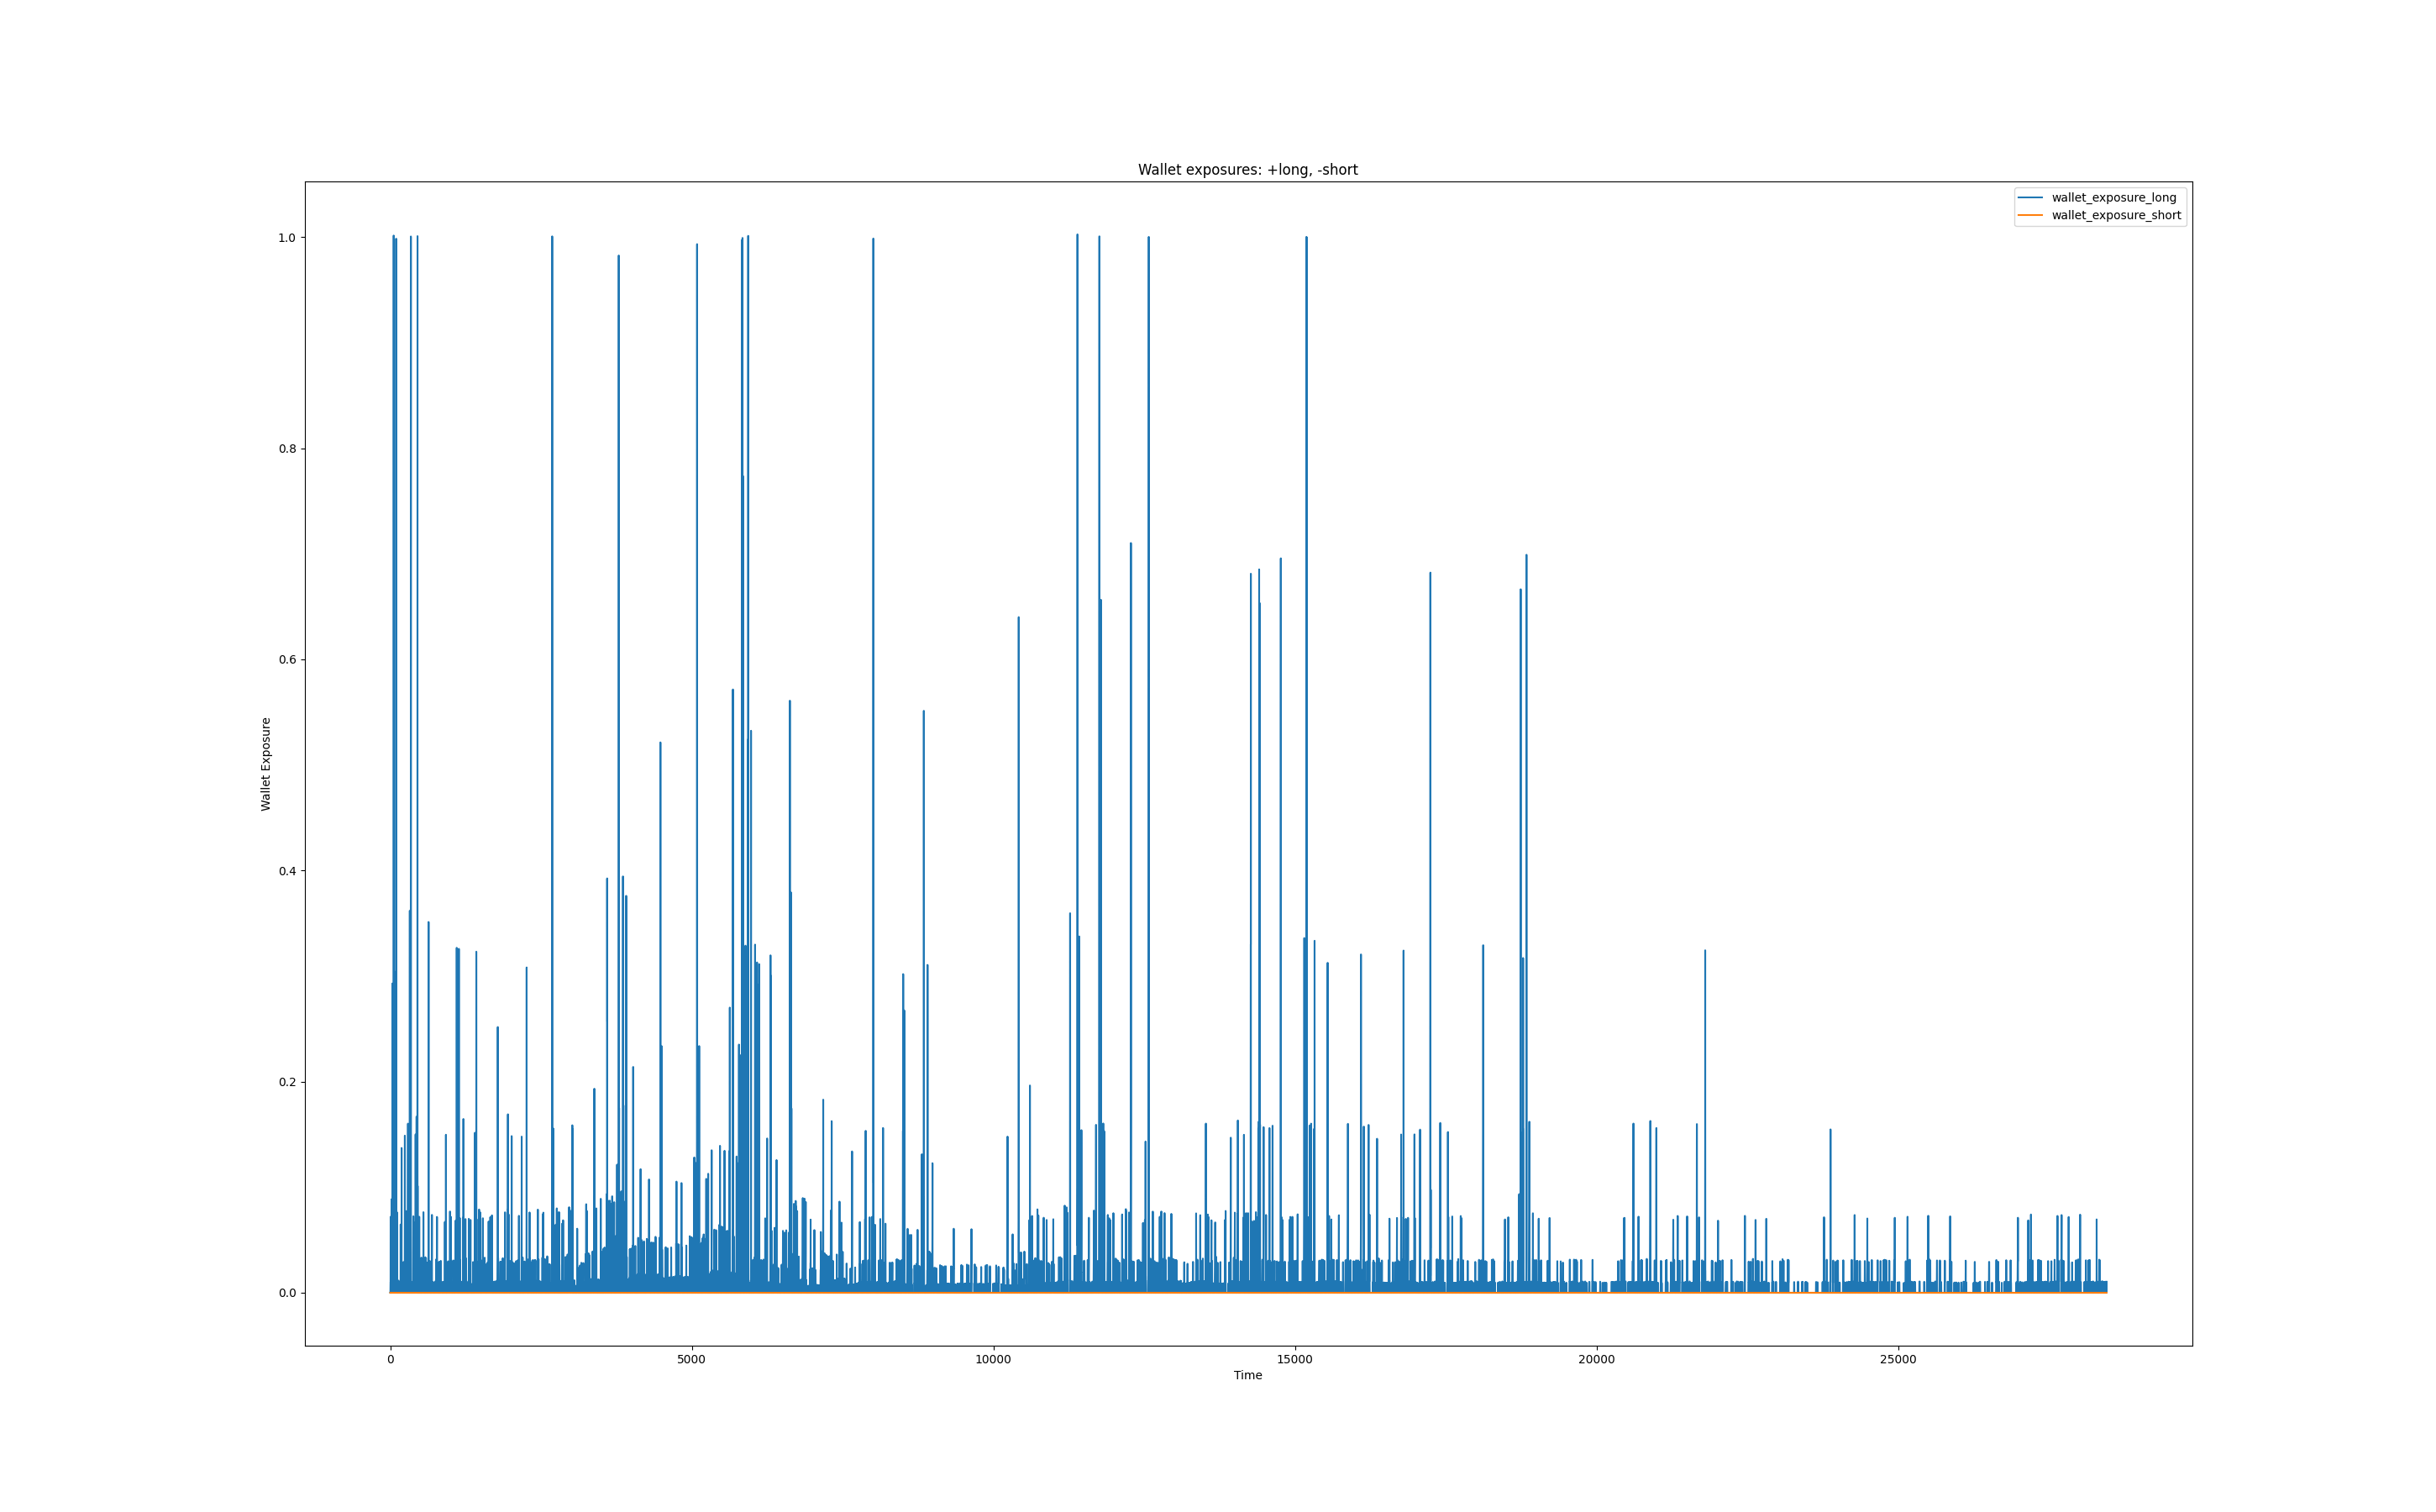 Wallet exposures: +long, -short
wallet_exposure_long
wallet_exposure_short
1.0
0.8
0.6
0.4
0.2
0.0
Wallet Exposure
0 5000 10000 15000 20000 25000
Time